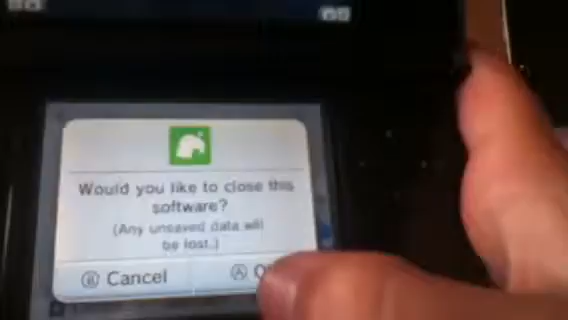 Would you like to close this
software?
(Any unsaved data will
be lost.)
Ⓑ Cancel
Ⓐ